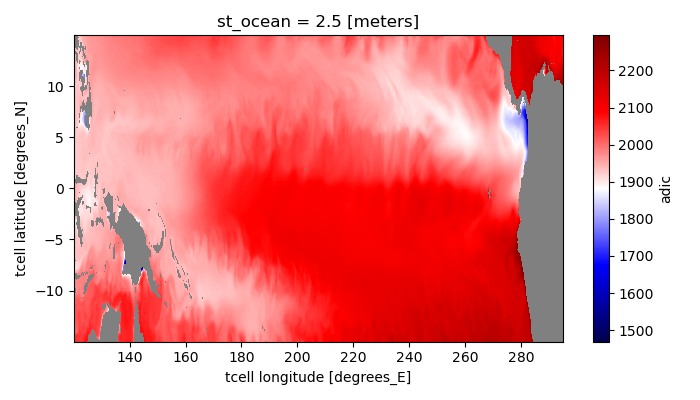 st_ocean = 2.5 [meters]
10
5
0
−5
−10
tcell latitude [degrees_N]
140 160 180 200 220 240 260 280
tcell longitude [degrees_E]
2200
2100
2000
1900
1800
1700
1600
1500
adic